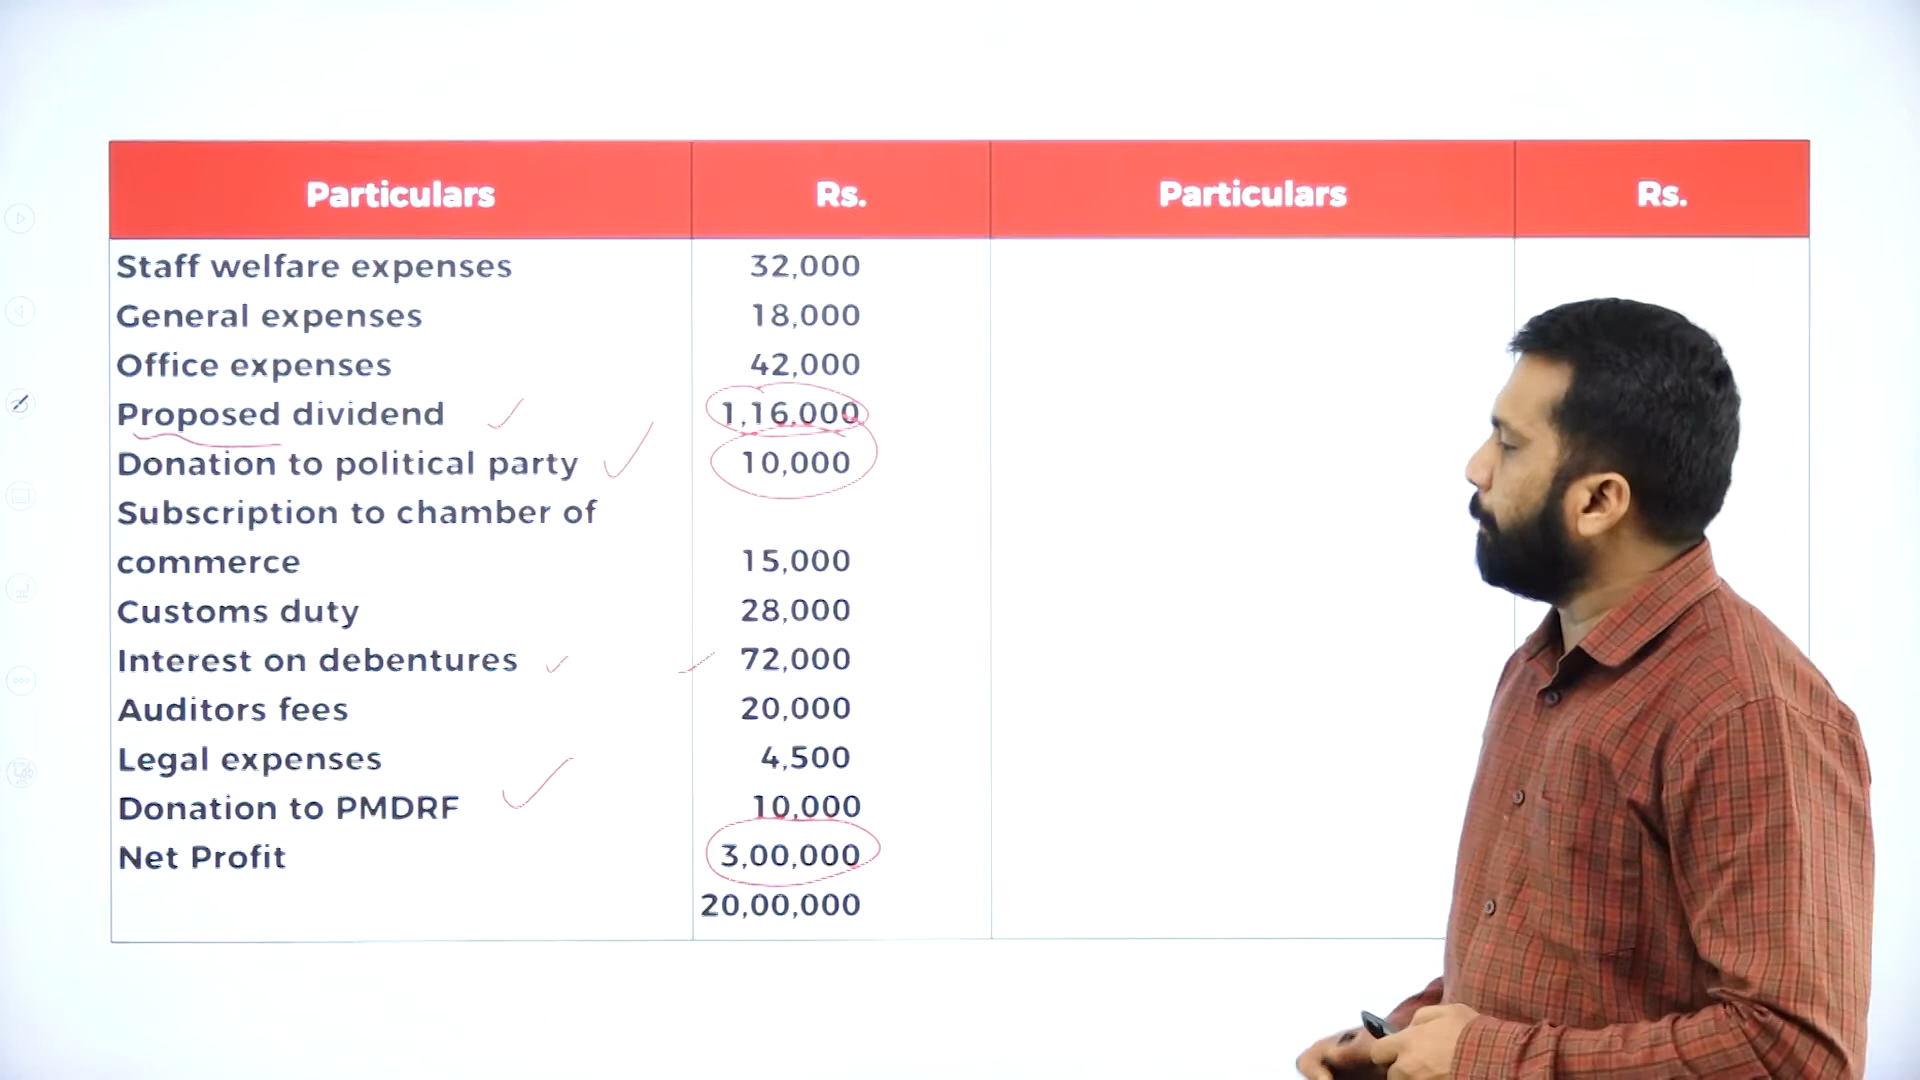 Particulars Rs. Particulars Rs.
Staff welfare expenses 32,000
General expenses 18,000
Office expenses 42,000
Proposed dividend 1,16,000
Donation to political party 10,000
Subscription to chamber of
commerce 15,000
Customs duty 28,000
Interest on debentures 72,000
Auditors fees 20,000
Legal expenses 4,500
Donation to PMDRF 10,000
Net Profit 3,00,000
20,00,000